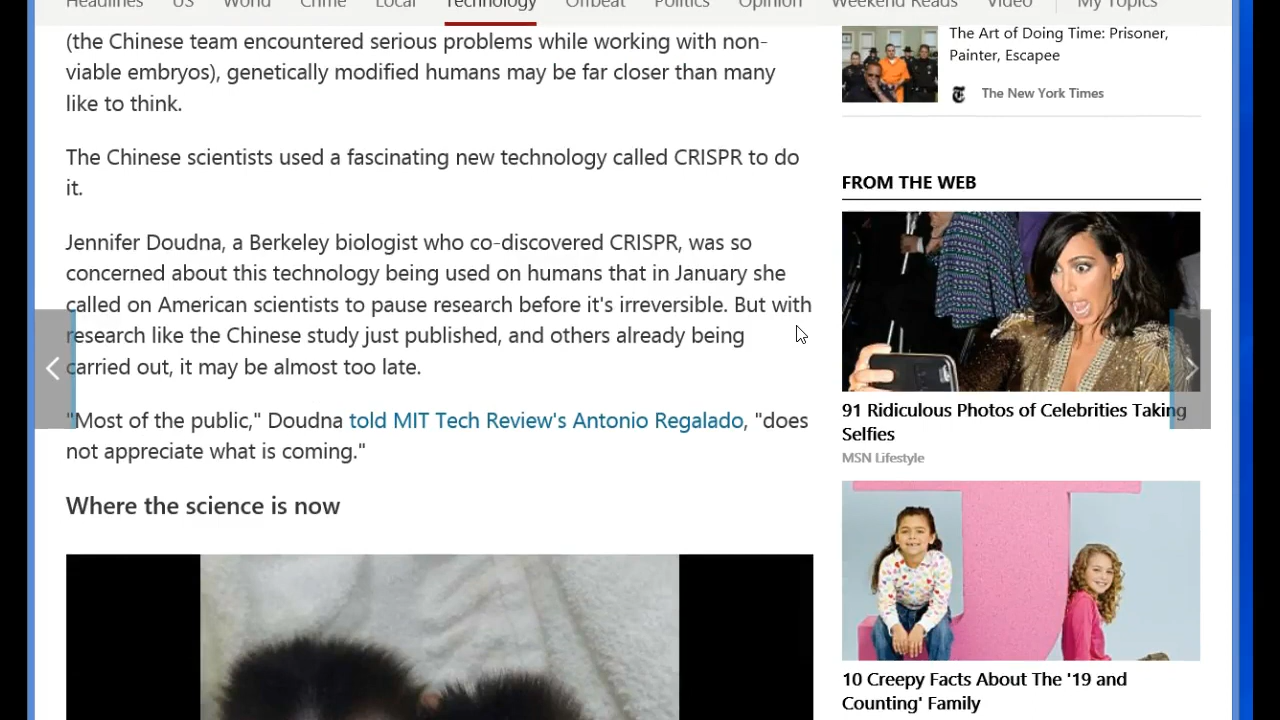 Headlines US World Crime Local Technology Offbeat Politics Opinion Weekend Reads Video My Topics
(the Chinese team encountered serious problems while working with non-
viable embryos), genetically modified humans may be far closer than many
like to think.
The Chinese scientists used a fascinating new technology called CRISPR to do
it.
Jennifer Doudna, a Berkeley biologist who co-discovered CRISPR, was so
concerned about this technology being used on humans that in January she
called on American scientists to pause research before it's irreversible. But with
research like the Chinese study just published, and others already being
carried out, it may be almost too late.
"Most of the public," Doudna told MIT Tech Review's Antonio Regalado, "does
not appreciate what is coming."
Where the science is now
The Art of Doing Time: Prisoner,
Painter, Escapee
The New York Times
FROM THE WEB
91 Ridiculous Photos of Celebrities Taking
Selfies
MSN Lifestyle
10 Creepy Facts About The '19 and
Counting' Family